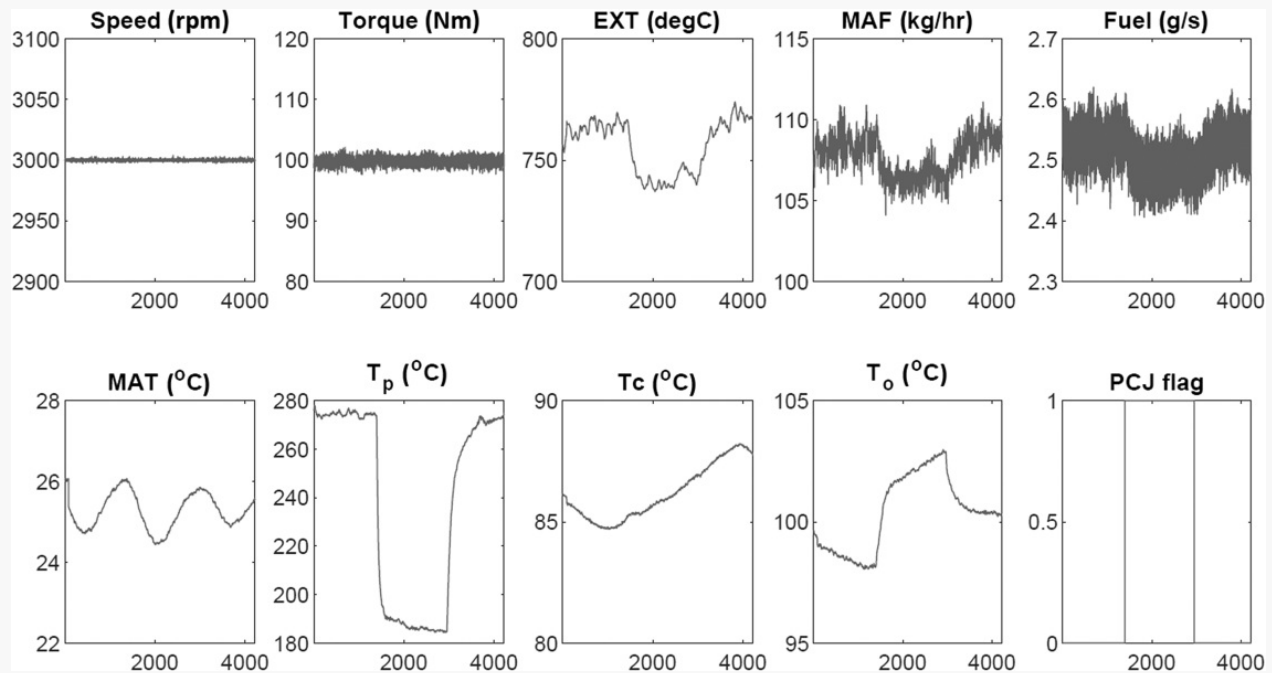 Speed (rpm) Torque (Nm) EXT (degC) MAF (kg/hr) Fuel (g/s)
3100 120 800 115 2.7
3050 110 110 2.6
3000 100 750 2.5
2950 90 105 2.4
2900 80 700 100 2.3
2000 4000 2000 4000 2000 4000 2000 4000 2000 4000
MAT (°C) Tp (°C) Tc (°C) To (°C) PCJ flag
28 280 90 105 1
260
26 240
220 85 100 0.5
24 200
22 180 80 95 0
2000 4000 2000 4000 2000 4000 2000 4000 2000 4000